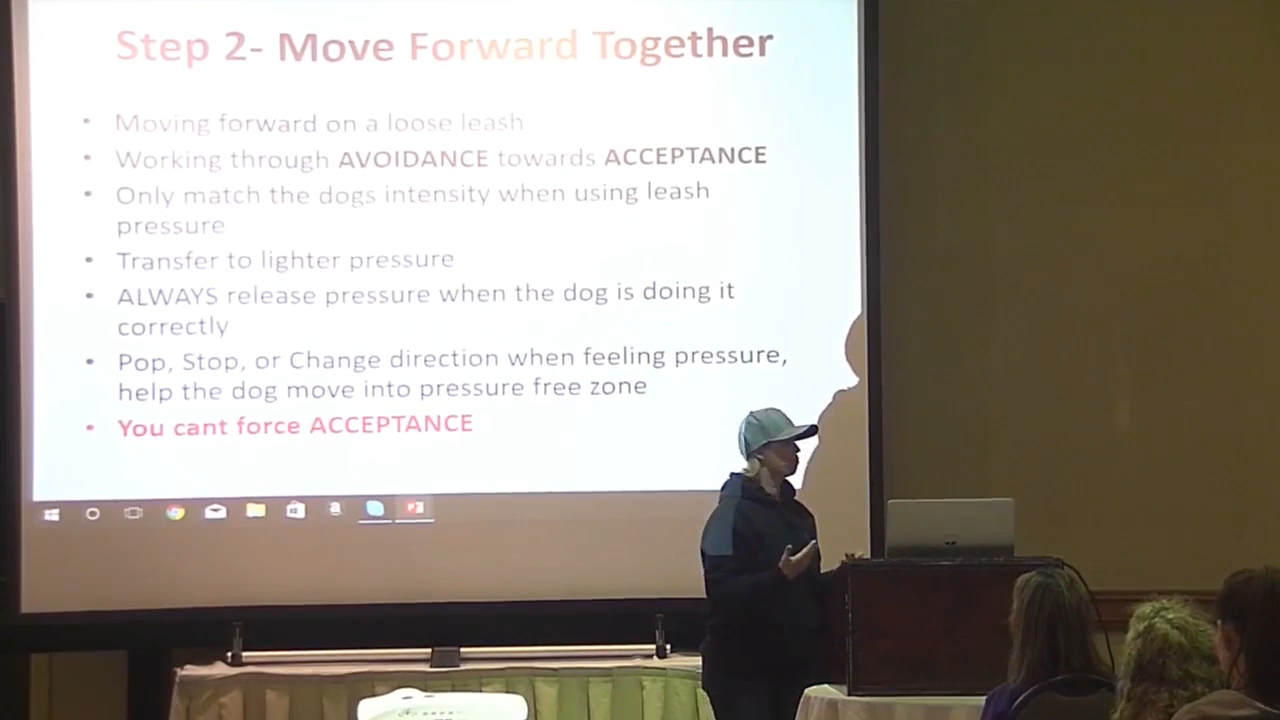 Step 2- Move Forward Together
• Moving forward on a loose leash
• Working through AVOIDANCE towards ACCEPTANCE
• Only match the dogs intensity when using leash
pressure
• Transfer to lighter pressure
• ALWAYS release pressure when the dog is doing it
correctly
• Pop, Stop, or Change direction when feeling pressure,
help the dog move into pressure free zone
• You cant force ACCEPTANCE